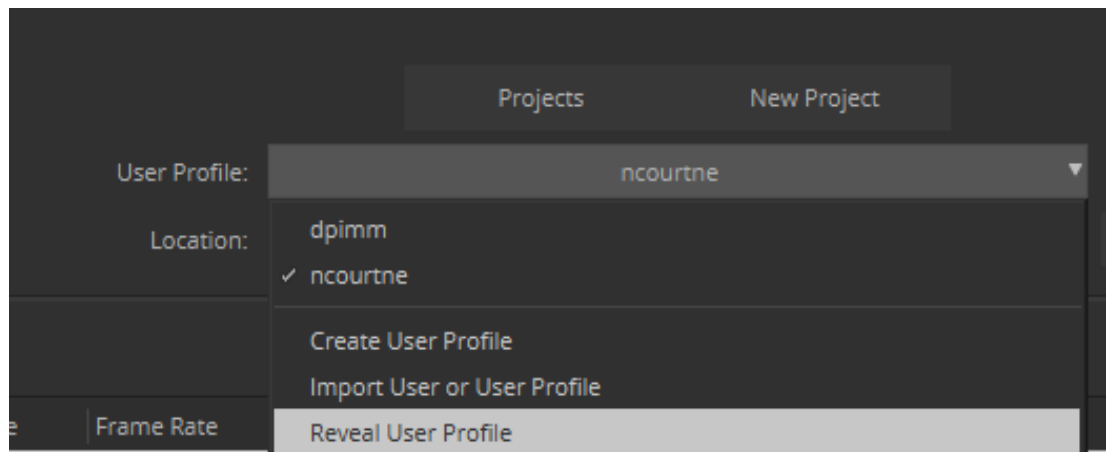 Projects New Project
User Profile: ncourtne
Location:
dpimm
✓ ncourtne
Create User Profile
Import User or User Profile
Frame Rate
Reveal User Profile